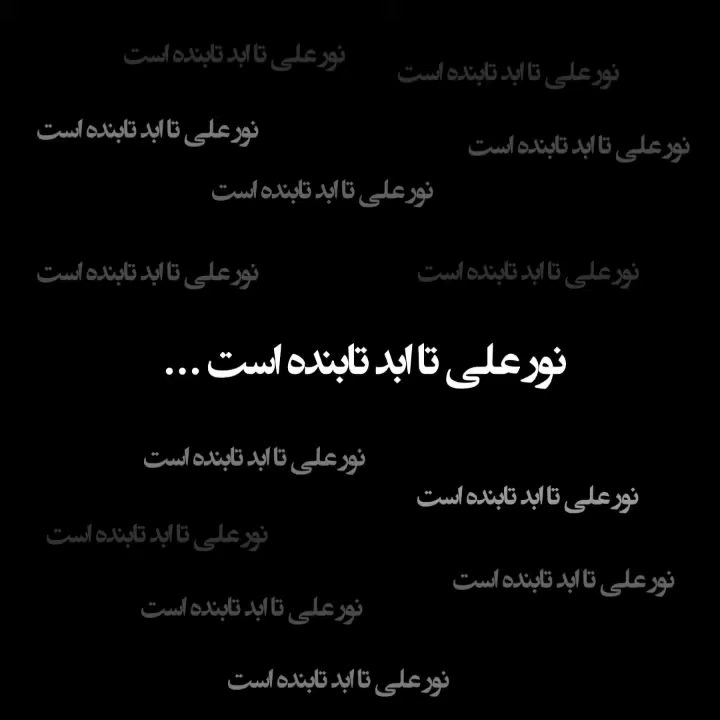 نور علی تا ابد تابنده است
نور علی تا ابد تابنده است
نور علی تا ابد تابنده است
نور علی تا ابد تابنده است
نور علی تا ابد تابنده است
نور علی تا ابد تابنده است
نور علی تا ابد تابنده است
نور علی تا ابد تابنده است ...
نور علی تا ابد تابنده است
نور علی تا ابد تابنده است
نور علی تا ابد تابنده است
نور علی تا ابد تابنده است
نور علی تا ابد تابنده است
نور علی تا ابد تابنده است